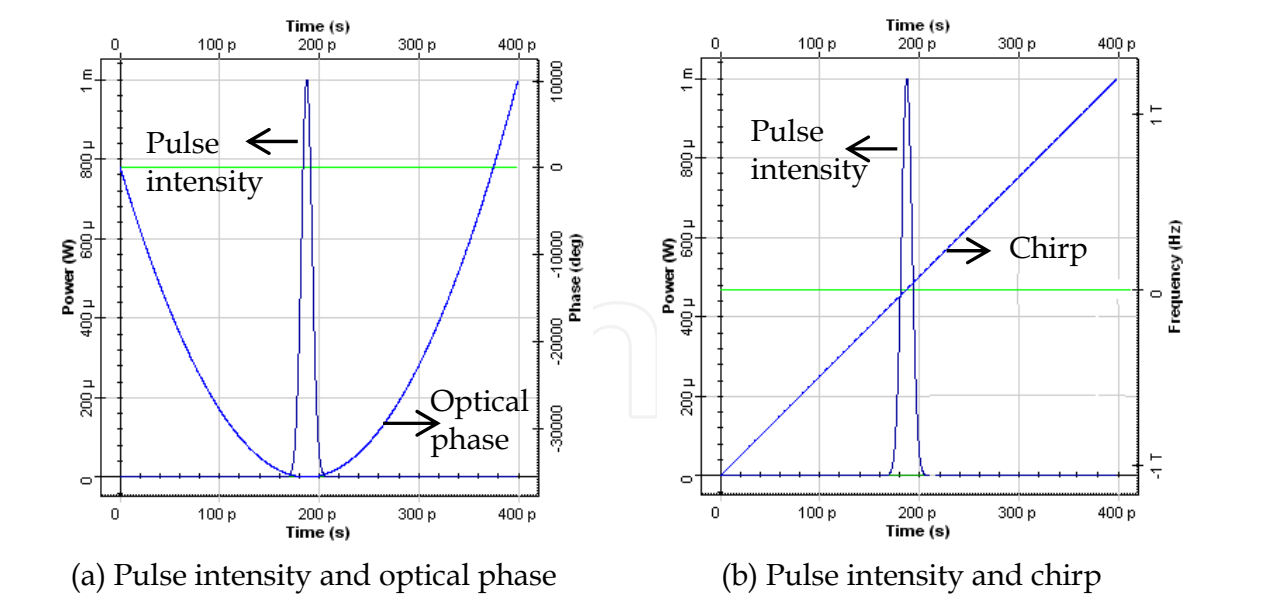 Time (s)
0 100 p 200 p 300 p 400 p
1 m
800 μ
600 μ
400 μ
200 μ
0
Power (W)
10000
0
-10000
-20000
-30000
Phase (deg)
Pulse
intensity
Optical
phase
0 100 p 200 p 300 p 400 p
Time (s)
(a) Pulse intensity and optical phase
Time (s)
0 100 p 200 p 300 p 400 p
1 m
800 μ
600 μ
400 μ
200 μ
0
Power (W)
1 T
0
-1 T
Frequency (Hz)
Pulse
intensity
Chirp
0 100 p 200 p 300 p 400 p
Time (s)
(b) Pulse intensity and chirp